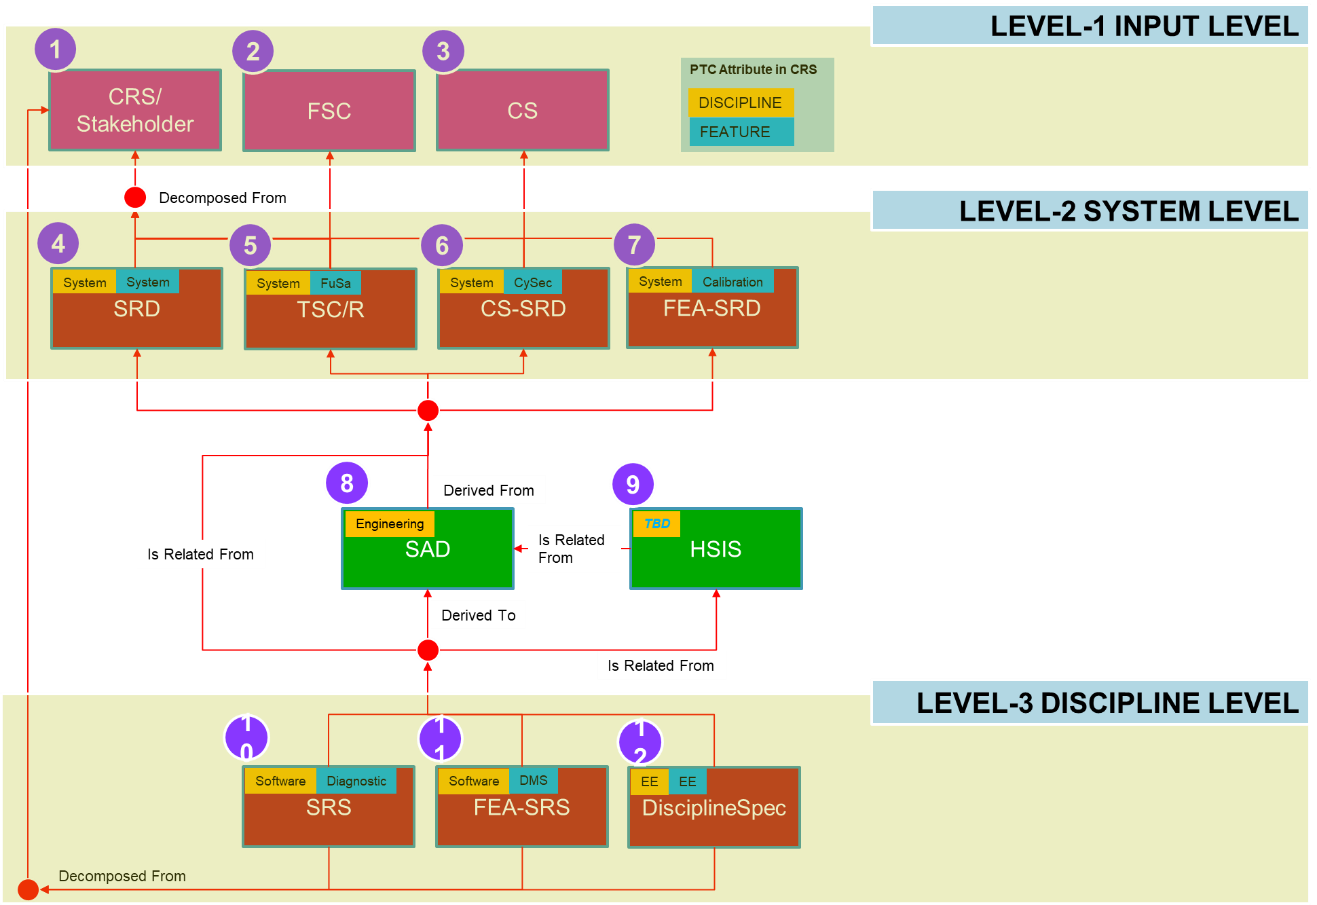 LEVEL-1 INPUT LEVEL
1
2
3
CRS/
Stakeholder
FSC
CS
PTC Attribute in CRS
DISCIPLINE
FEATURE
Decomposed From
LEVEL-2 SYSTEM LEVEL
4
5
6
7
System System
SRD
System FuSa
TSC/R
System CySec
CS-SRD
System Calibration
FEA-SRD
8
9
Derived From
Engineering
SAD
Is Related
From
TBD
HSIS
Is Related From
Derived To
Is Related From
LEVEL-3 DISCIPLINE LEVEL
10
11
12
Software Diagnostic
SRS
Software DMS
FEA-SRS
EE EE
DisciplineSpec
Decomposed From